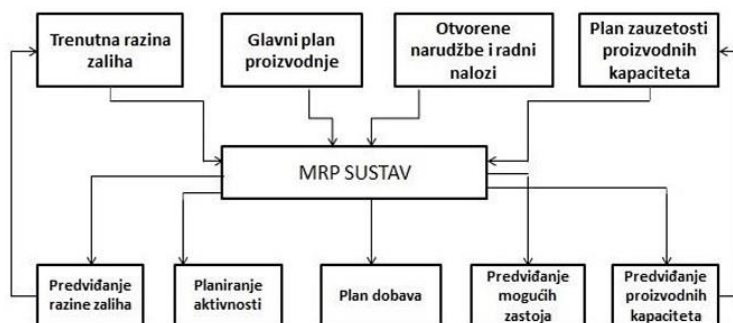 Trenutna razina
zaliha
Glavni plan
proizvodnje
Otvorene
narudžbe i radni
nalozi
Plan zauzetosti
proizvodnih
kapaciteta
MRP SUSTAV
Predviđanje
razine zaliha
Planiranje
aktivnosti
Plan dobava
Predviđanje
mogućih
zastoja
Predviđanje
proizvodnih
kapaciteta